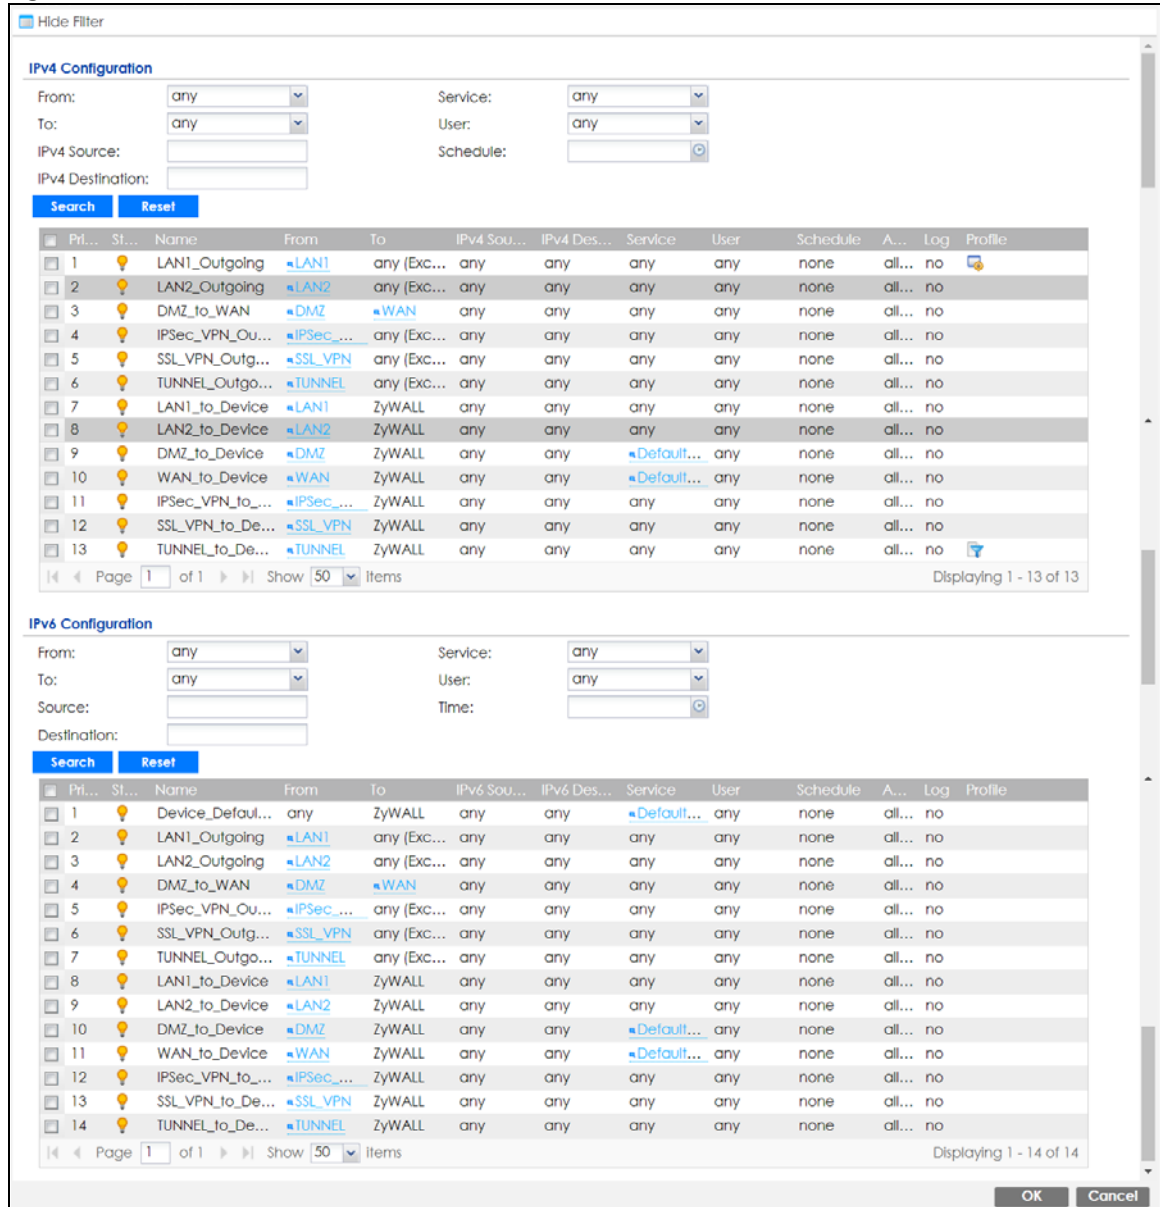 Hide Filter
IPv4 Configuration
From: any Service: any
To: any User: any
IPv4 Source: Schedule:
IPv4 Destination:
Search Reset
Pri... St... Name From To IPv4 Sou... IPv4 Des... Service User Schedule A... Log Profile
1 LAN1_Outgoing LAN1 any (Exc... any any any any none all... no
2 LAN2_Outgoing LAN2 any (Exc... any any any any none all... no
3 DMZ_to_WAN DMZ WAN any any any any none all... no
4 IPSec_VPN_Ou... IPSec_... any (Exc... any any any any none all... no
5 SSL_VPN_Outg... SSL_VPN any (Exc... any any any any none all... no
6 TUNNEL_Outgo... TUNNEL any (Exc... any any any any none all... no
7 LAN1_to_Device LAN1 ZyWALL any any any any none all... no
8 LAN2_to_Device LAN2 ZyWALL any any any any none all... no
9 DMZ_to_Device DMZ ZyWALL any any Default... any none all... no
10 WAN_to_Device WAN ZyWALL any any Default... any none all... no
11 IPSec_VPN_to_... IPSec_... ZyWALL any any any any none all... no
12 SSL_VPN_to_De... SSL_VPN ZyWALL any any any any none all... no
13 TUNNEL_to_De... TUNNEL ZyWALL any any any any none all... no
Page 1 of 1 Show 50 Items Displaying 1 - 13 of 13
IPv6 Configuration
From: any Service: any
To: any User: any
Source: Time:
Destination:
Search Reset
Pri... St... Name From To IPv6 Sou... IPv6 Des... Service User Schedule A... Log Profile
1 Device_Defaul... any ZyWALL any any Default... any none all... no
2 LAN1_Outgoing LAN1 any (Exc... any any any any none all... no
3 LAN2_Outgoing LAN2 any (Exc... any any any any none all... no
4 DMZ_to_WAN DMZ WAN any any any any none all... no
5 IPSec_VPN_Ou... IPSec_... any (Exc... any any any any none all... no
6 SSL_VPN_Outg... SSL_VPN any (Exc... any any any any none all... no
7 TUNNEL_Outgo... TUNNEL any (Exc... any any any any none all... no
8 LAN1_to_Device LAN1 ZyWALL any any any any none all... no
9 LAN2_to_Device LAN2 ZyWALL any any any any none all... no
10 DMZ_to_Device DMZ ZyWALL any any Default... any none all... no
11 WAN_to_Device WAN ZyWALL any any Default... any none all... no
12 IPSec_VPN_to_... IPSec_... ZyWALL any any any any none all... no
13 SSL_VPN_to_De... SSL_VPN ZyWALL any any any any none all... no
14 TUNNEL_to_De... TUNNEL ZyWALL any any any any none all... no
Page 1 of 1 Show 50 Items Displaying 1 - 14 of 14
OK Cancel